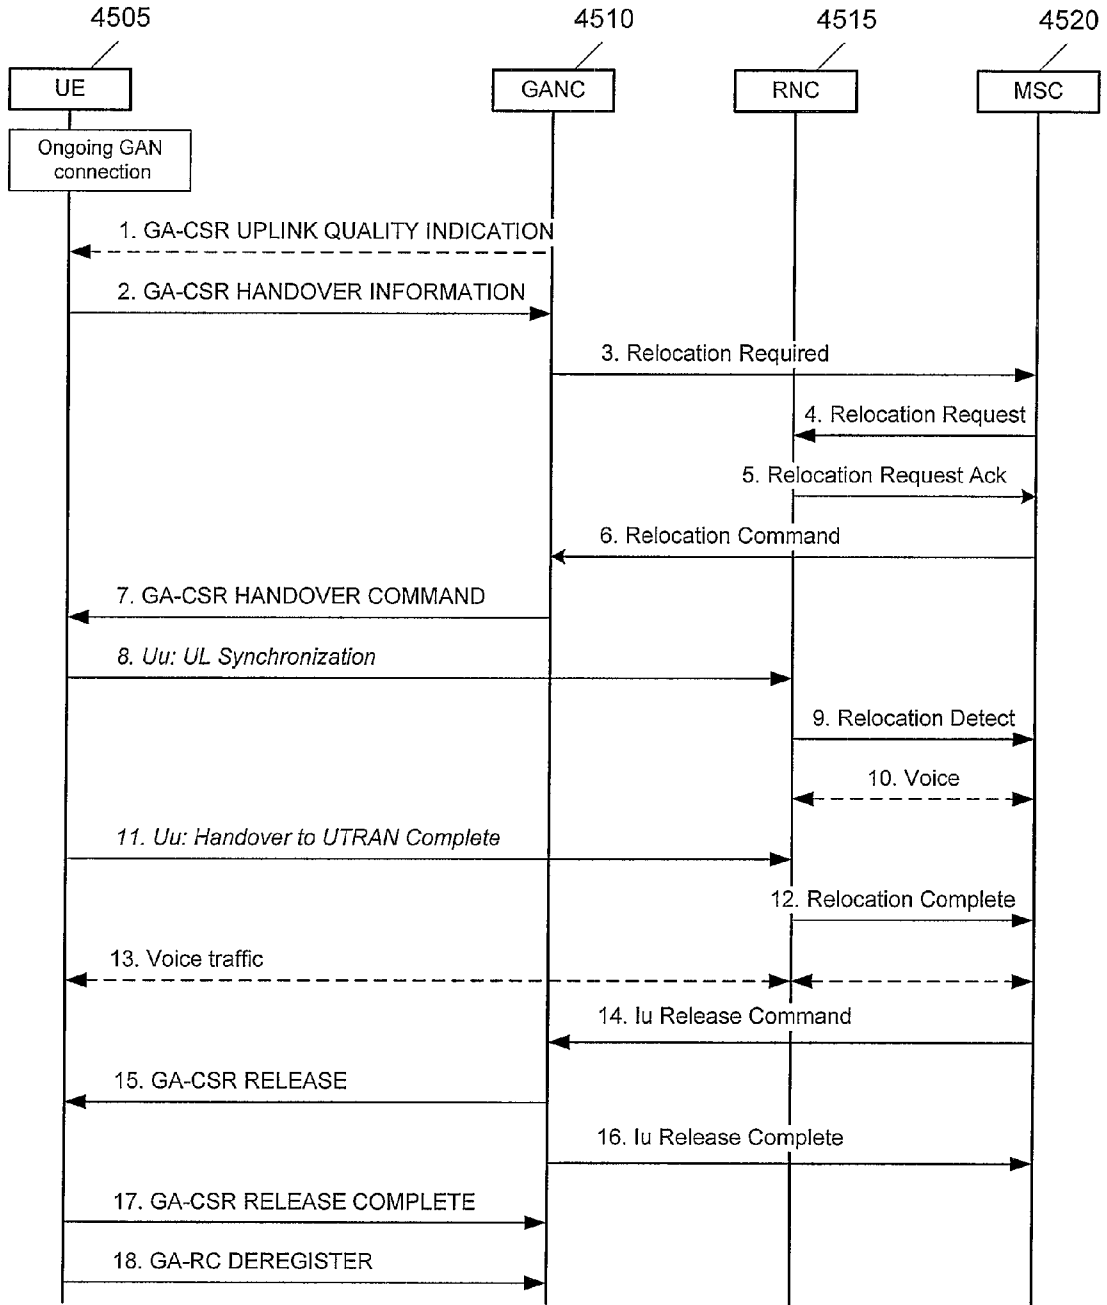 4505
4510
4515
4520
UE
GANC
RNC
MSC
Ongoing GAN
connection
1. GA-CSR UPLINK QUALITY INDICATION
2. GA-CSR HANDOVER INFORMATION
3. Relocation Required
4. Relocation Request
5. Relocation Request Ack
6. Relocation Command
7. GA-CSR HANDOVER COMMAND
8. Uu: UL Synchronization
9. Relocation Detect
10. Voice
11. Uu: Handover to UTRAN Complete
12. Relocation Complete
13. Voice traffic
14. Iu Release Command
15. GA-CSR RELEASE
16. Iu Release Complete
17. GA-CSR RELEASE COMPLETE
18. GA-RC DEREGISTER